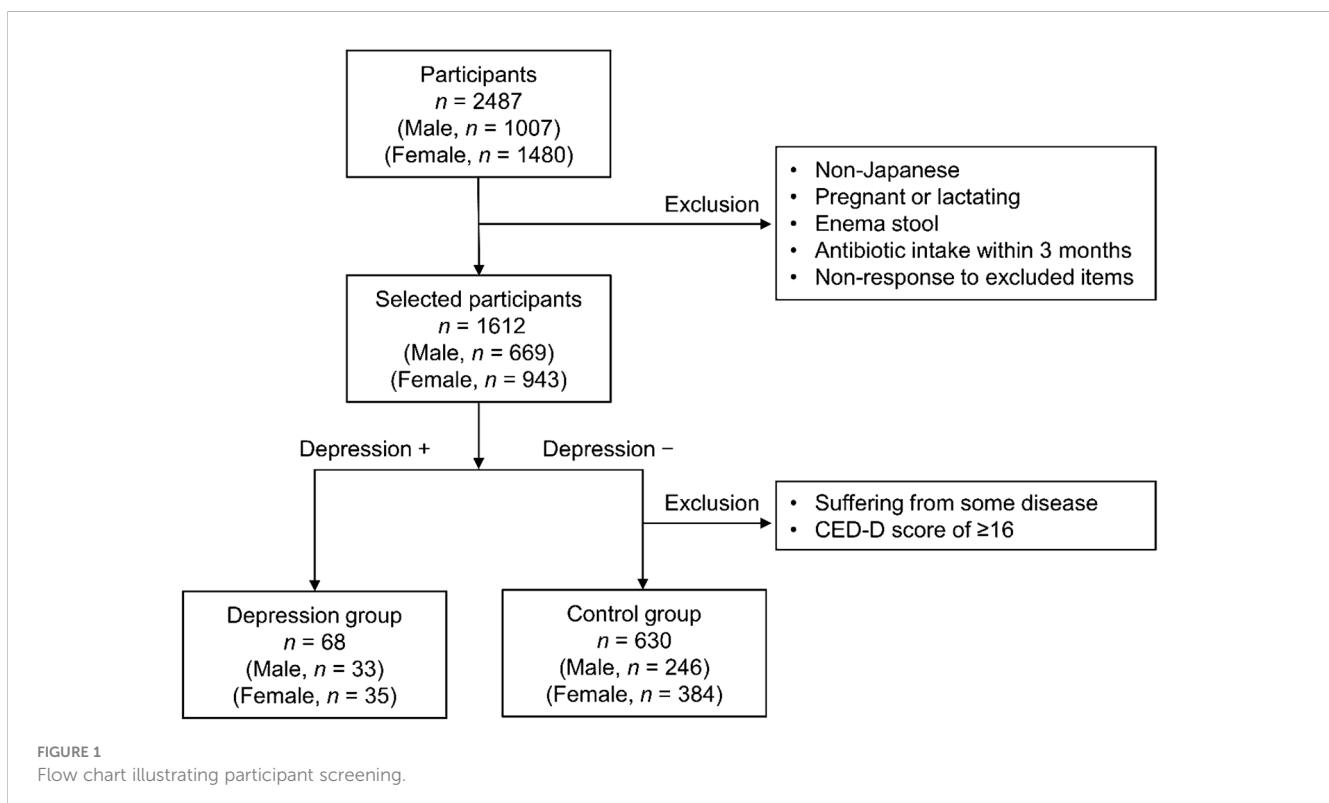 Participants
n = 2487
(Male, n = 1007)
(Female, n = 1480)
Exclusion
• Non-Japanese
• Pregnant or lactating
• Enema stool
• Antibiotic intake within 3 months
• Non-response to excluded items
Selected participants
n = 1612
(Male, n = 669)
(Female, n = 943)
Depression +
Depression −
Exclusion
• Suffering from some disease
• CED-D score of ≥16
Depression group
n = 68
(Male, n = 33)
(Female, n = 35)
Control group
n = 630
(Male, n = 246)
(Female, n = 384)
FIGURE 1
Flow chart illustrating participant screening.